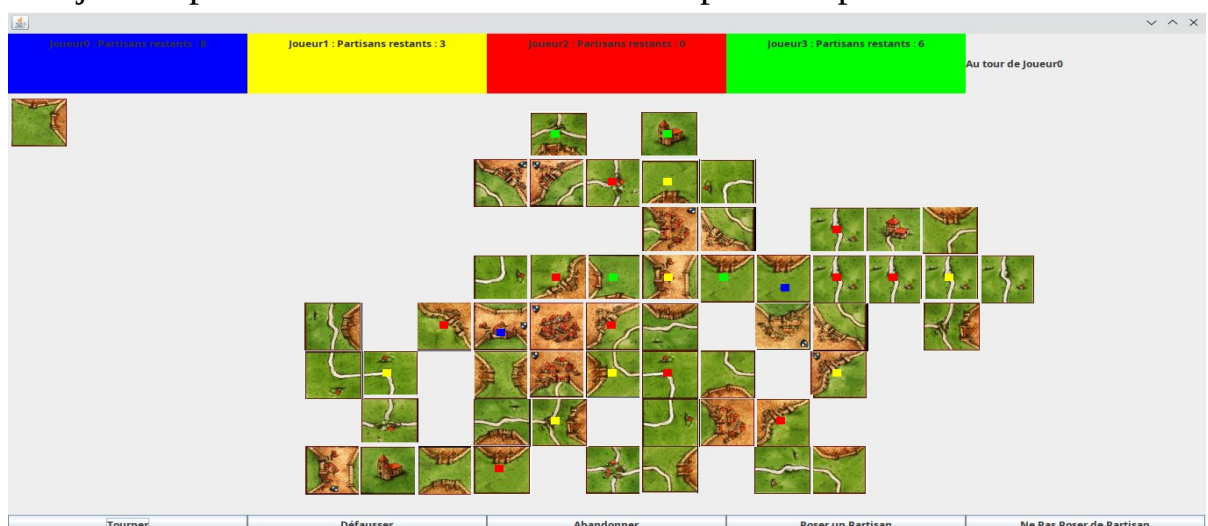 Joueur0 : Partisans restants : 8
Joueur1 : Partisans restants : 3
Joueur2 : Partisans restants : 0
Joueur3 : Partisans restants : 6
Au tour de Joueur0
Tourner
Défausser
Abandonner
Poser un Partisan
Ne Pas Poser de Partisan